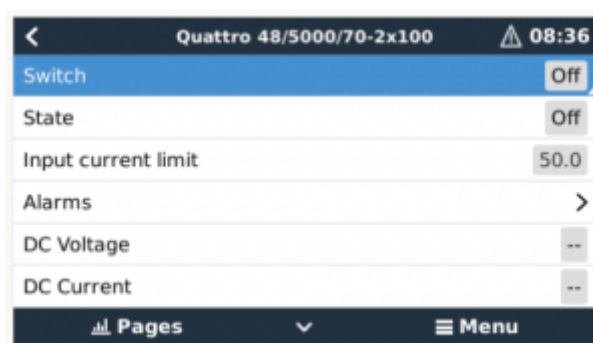 Quattro 48/5000/70-2x100 08:36
Switch Off
State Off
Input current limit 50.0
Alarms
DC Voltage --
DC Current --
Pages Menu